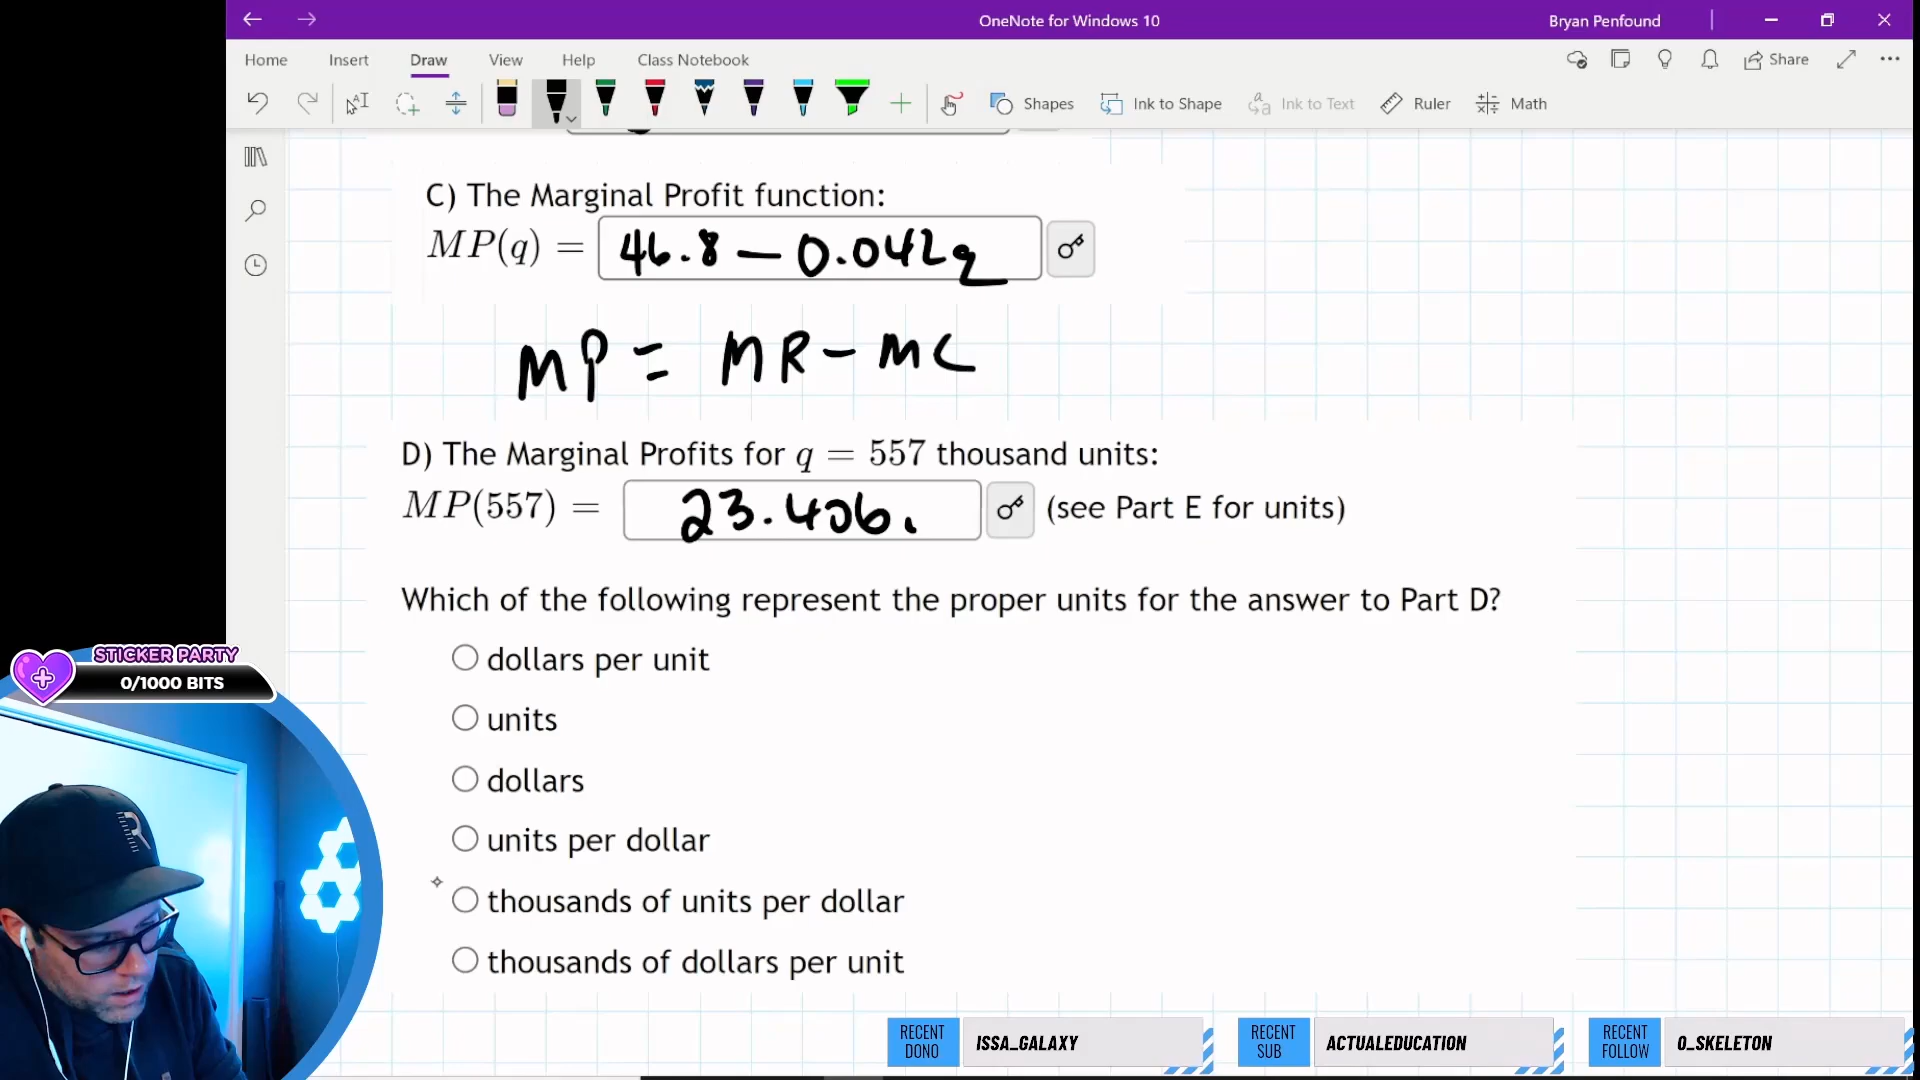 OneNote for Windows 10
Bryan Penfound
Home Insert Draw View Help Class Notebook
Share
Shapes Ink to Shape Ink to Text Ruler Math
C) The Marginal Profit function:
MP(q) = 46.8 - 0.042q
MP = MR - MC
D) The Marginal Profits for q = 557 thousand units:
MP(557) = 23.406. (see Part E for units)
Which of the following represent the proper units for the answer to Part D?
dollars per unit
units
dollars
units per dollar
thousands of units per dollar
thousands of dollars per unit
STICKER PARTY
0/1000 BITS
RECENT DONO ISSA_GALAXY
RECENT SUB ACTUALEDUCATION
RECENT FOLLOW O_SKELETON